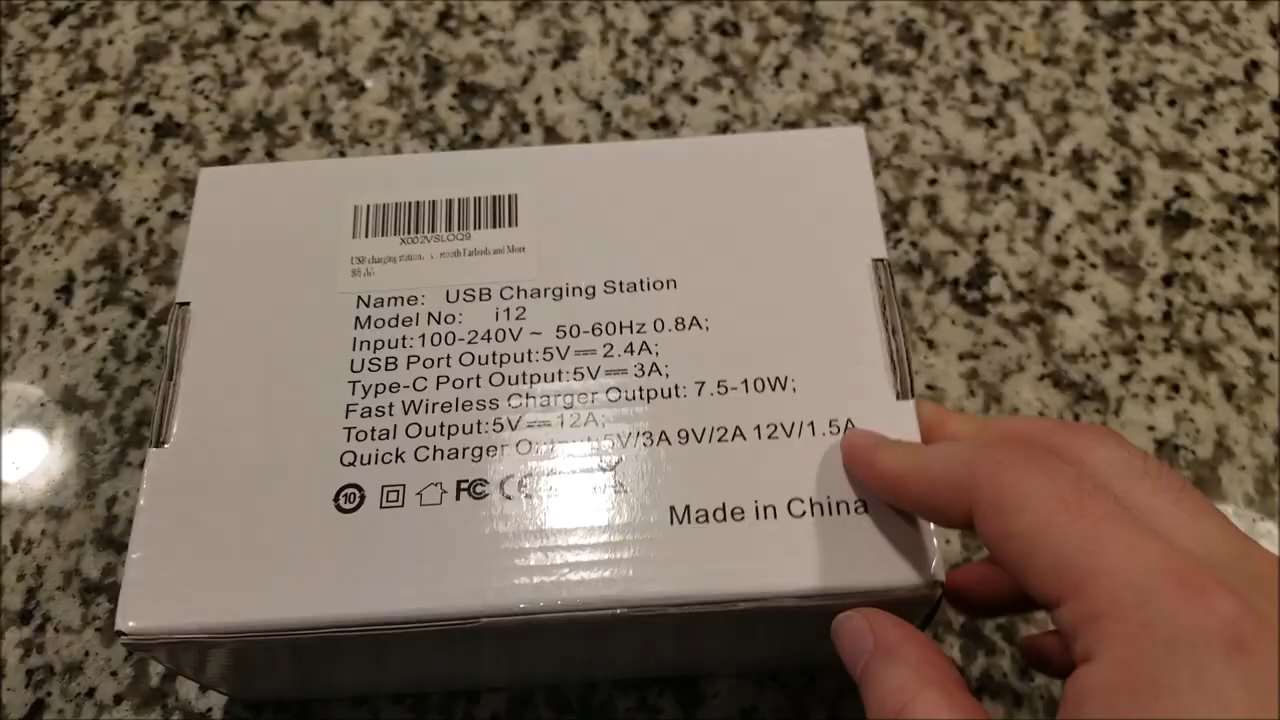 X002VSLOQ9
USB charging station, Earbuds and More
Name: USB Charging Station
Model No: i12
Input:100-240V ~ 50-60Hz 0.8A;
USB Port Output:5V⎓2.4A;
Type-C Port Output:5V⎓3A;
Fast Wireless Charger Output: 7.5-10W;
Total Output:5V⎓12A;
Quick Charger Output:5V/3A 9V/2A 12V/1.5A
10 FC CE
Made in China